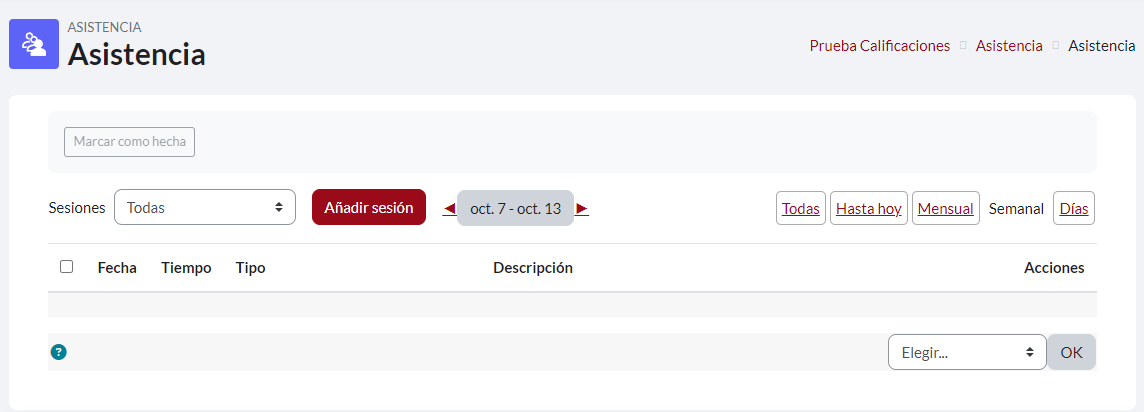 ASISTENCIA
Asistencia
Prueba Calificaciones Asistencia Asistencia
Marcar como hecha
Sesiones Todas Añadir sesión ◄ oct. 7 - oct. 13 ► Todas Hasta hoy Mensual Semanal Días
Fecha Tiempo Tipo Descripción Acciones
? Elegir... OK